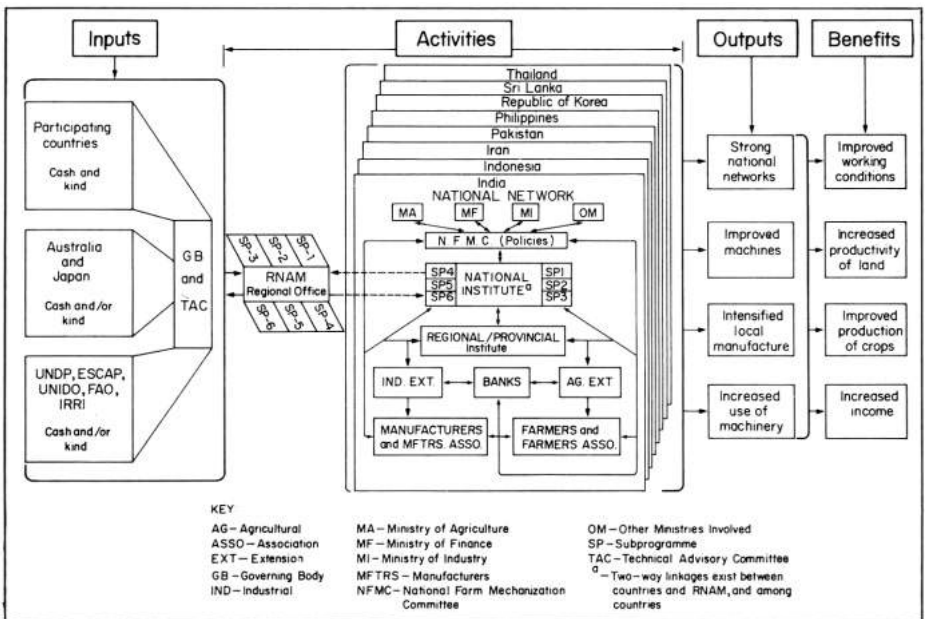 Inputs
Activities
Outputs
Benefits
Participating
countries
Cash and
kind
Australia
and
Japan
Cash and/or
kind
UNDP, ESCAP,
UNIDO, FAO,
IRRI
Cash and/or
kind
GB
and
TAC
SP-3
SP-2
SP-1
RNAM
Regional Office
SP-6
SP-5
SP-4
Thailand
Sri Lanka
Republic of Korea
Philippines
Pakistan
Iran
Indonesia
India
NATIONAL NETWORK
MA
MF
MI
OM
NFMC (Policies)
SP4
SP5
SP6
NATIONAL
INSTITUTE a
SP1
SP2
SP3
REGIONAL/PROVINCIAL
Institute
IND. EXT.
BANKS
AG. EXT.
MANUFACTURERS
and MFTRS. ASSO.
FARMERS and
FARMERS ASSO.
Strong
national
networks
Improved
machines
Intensified
local
manufacture
Increased
use of
machinery
Improved
working
conditions
Increased
productivity
of land
Improved
production
of crops
Increased
income
KEY
AG – Agricultural
ASSO – Association
EXT – Extension
GB – Governing Body
IND – Industrial
MA – Ministry of Agriculture
MF – Ministry of Finance
MI – Ministry of Industry
MFTRS – Manufacturers
NFMC – National Farm Mechanization
Committee
OM – Other Ministries Involved
SP – Subprogramme
TAC – Technical Advisory Committee
a – Two-way linkages exist between
countries and RNAM, and among
countries